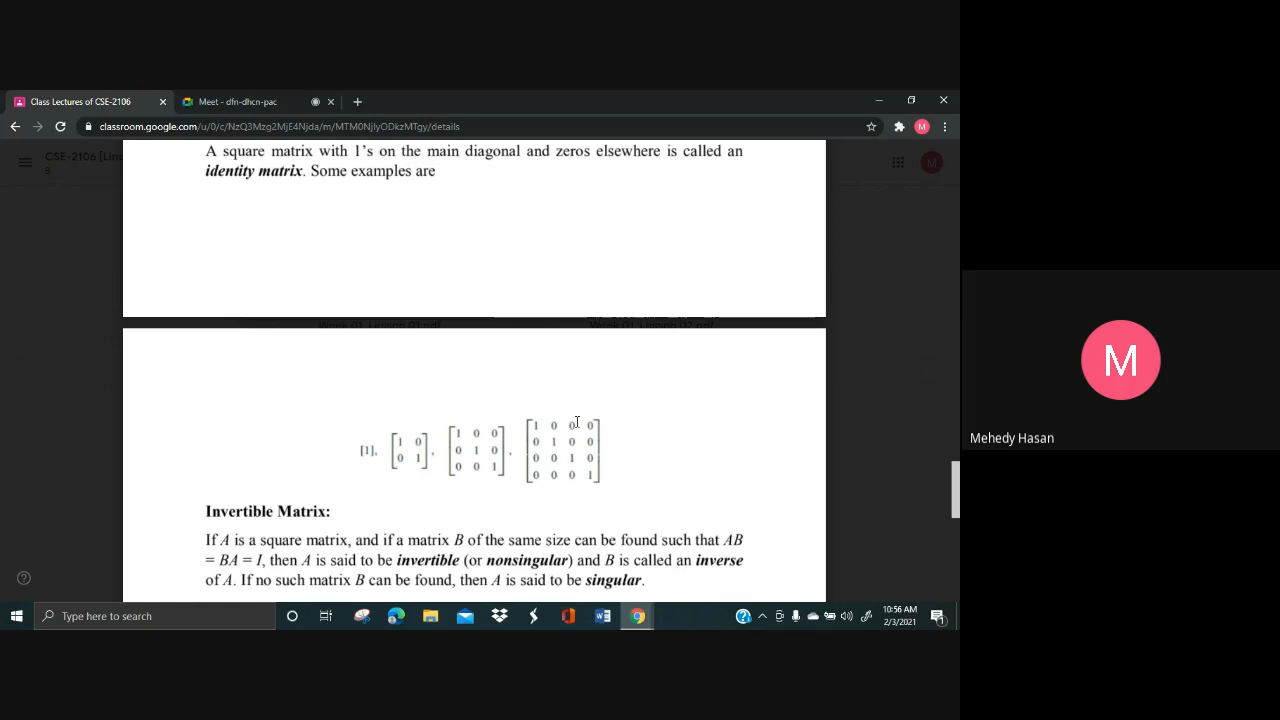 Class Lectures of CSE-2106
Meet - dfn-dhcn-pac
classroom.google.com/u/0/c/NzQ3Mzg2MjE4Njda/m/MTM0NjIyODkzMTgy/details
M
CSE-2106
M
A square matrix with 1's on the main diagonal and zeros elsewhere is called an
identity matrix. Some examples are
[1], [1 0
0 1], [1 0 0
0 1 0
0 0 1], [1 0 0 0
0 1 0 0
0 0 1 0
0 0 0 1]
Invertible Matrix:
If A is a square matrix, and if a matrix B of the same size can be found such that AB
= BA = I, then A is said to be invertible (or nonsingular) and B is called an inverse
of A. If no such matrix B can be found, then A is said to be singular.
M
Mehedy Hasan
Type here to search
10:56 AM
2/3/2021